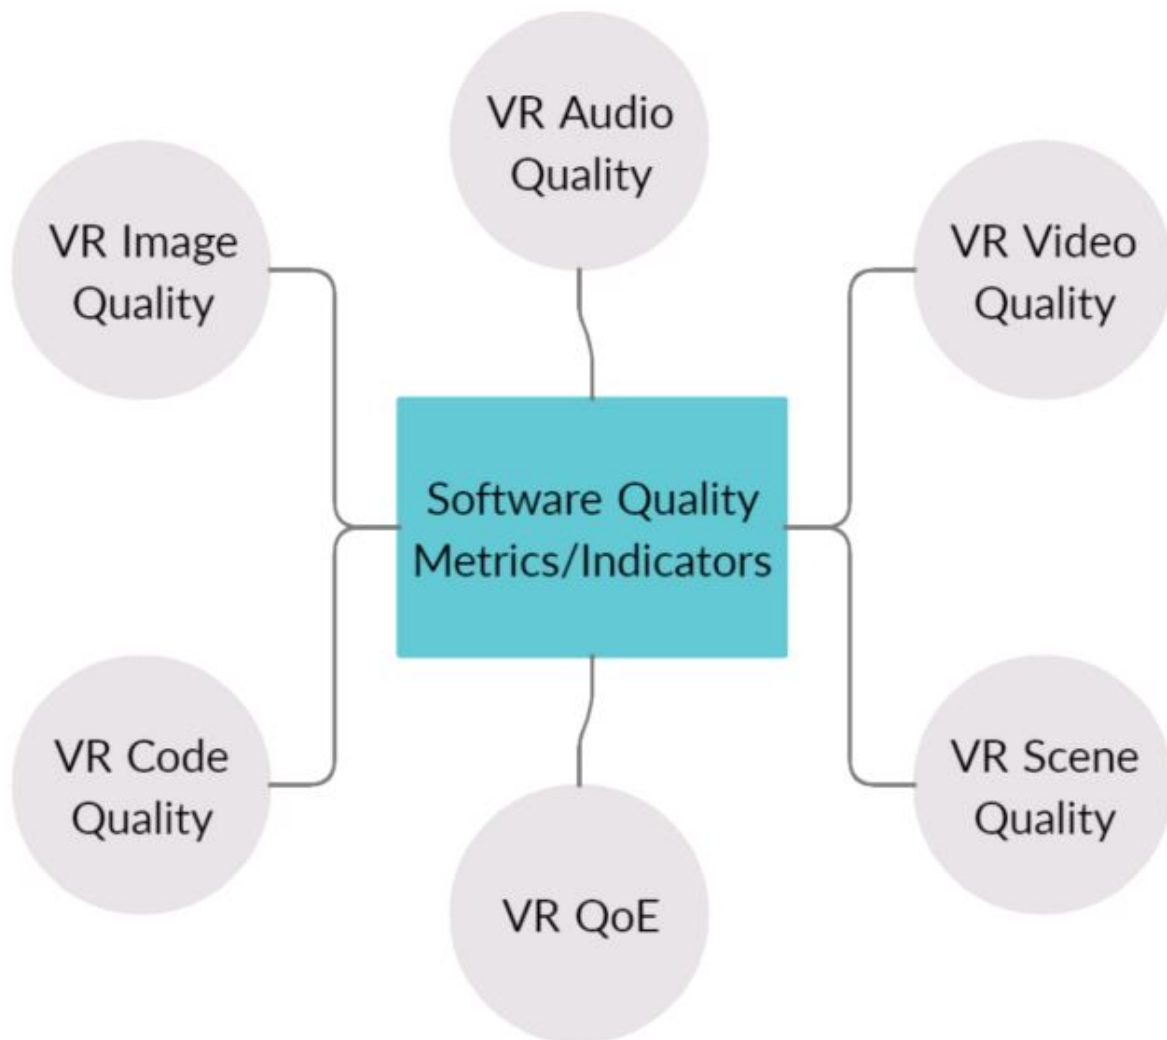 VR Audio
Quality
VR Image
Quality
VR Video
Quality
Software Quality
Metrics/Indicators
VR Code
Quality
VR Scene
Quality
VR QoE